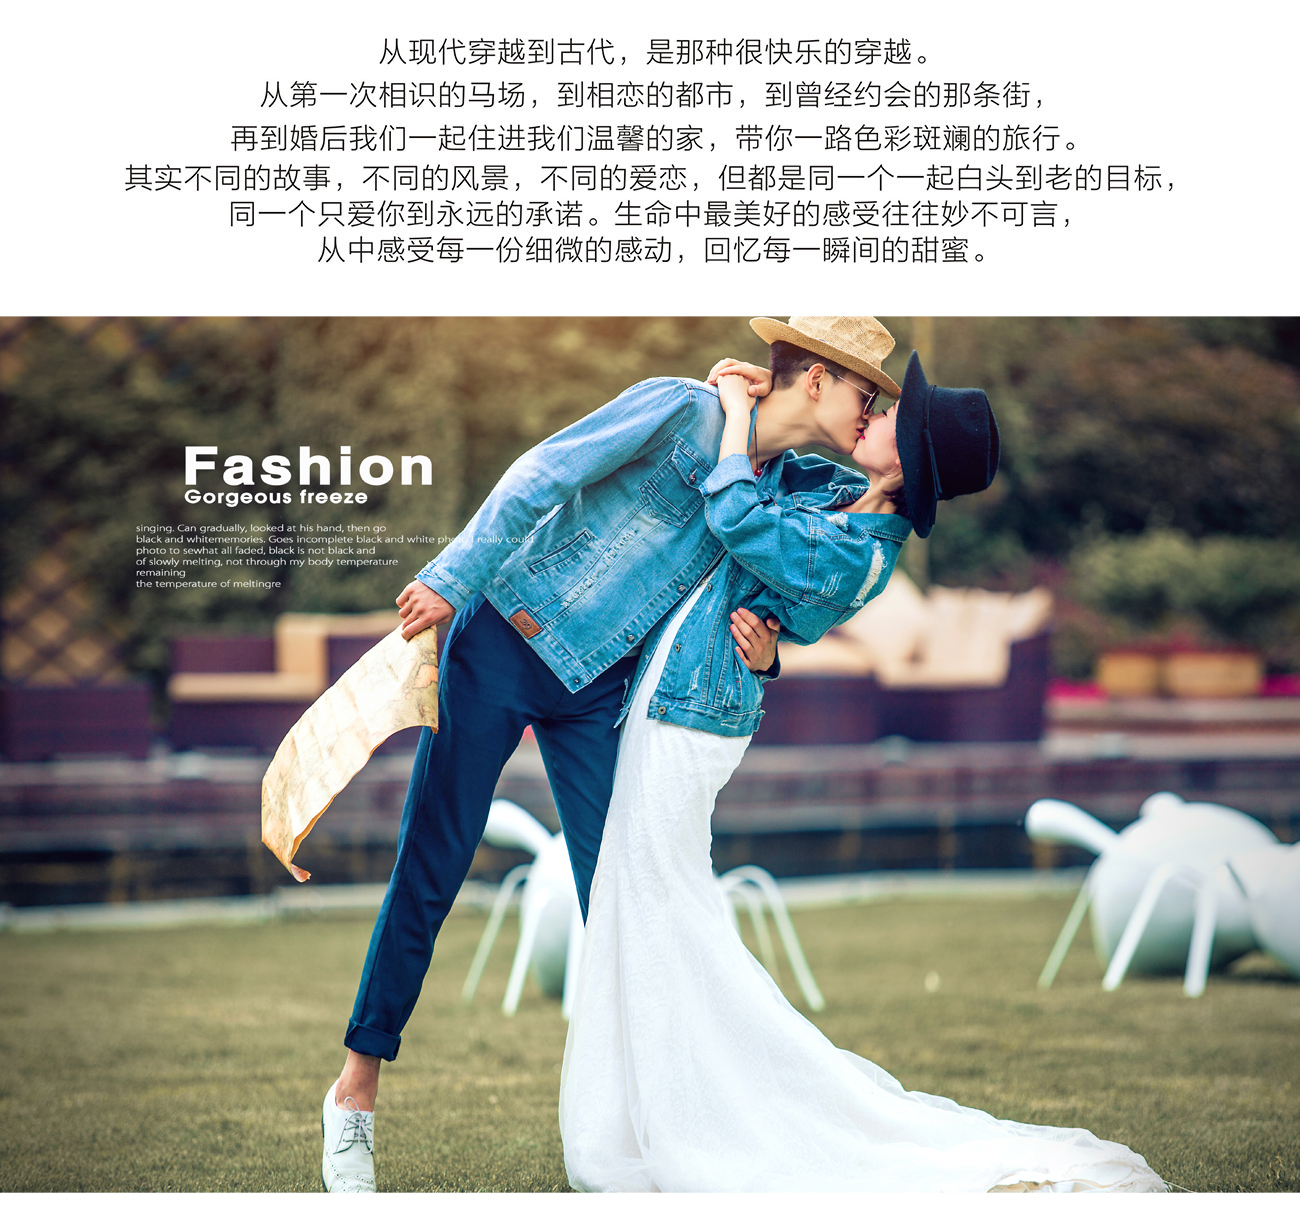 从现代穿越到古代，是那种很快乐的穿越。
从第一次相识的马场，到相恋的都市，到曾经约会的那条街，
再到婚后我们一起住进我们温馨的家，带你一路色彩斑斓的旅行。
其实不同的故事，不同的风景，不同的爱恋，但都是同一个一起白头到老的目标，
同一个只爱你到永远的承诺。生命中最美好的感受往往妙不可言，
从中感受每一份细微的感动，回忆每一瞬间的甜蜜。
Fashion
Gorgeous freeze
singing. Can gradually, looked at his hand, then go
black and whitememories. Goes incomplete black and white photo, I really could
photo to sewhat all faded, black is not black and
of slowly melting, not through my body temperature
remaining
the temperature of meltingre